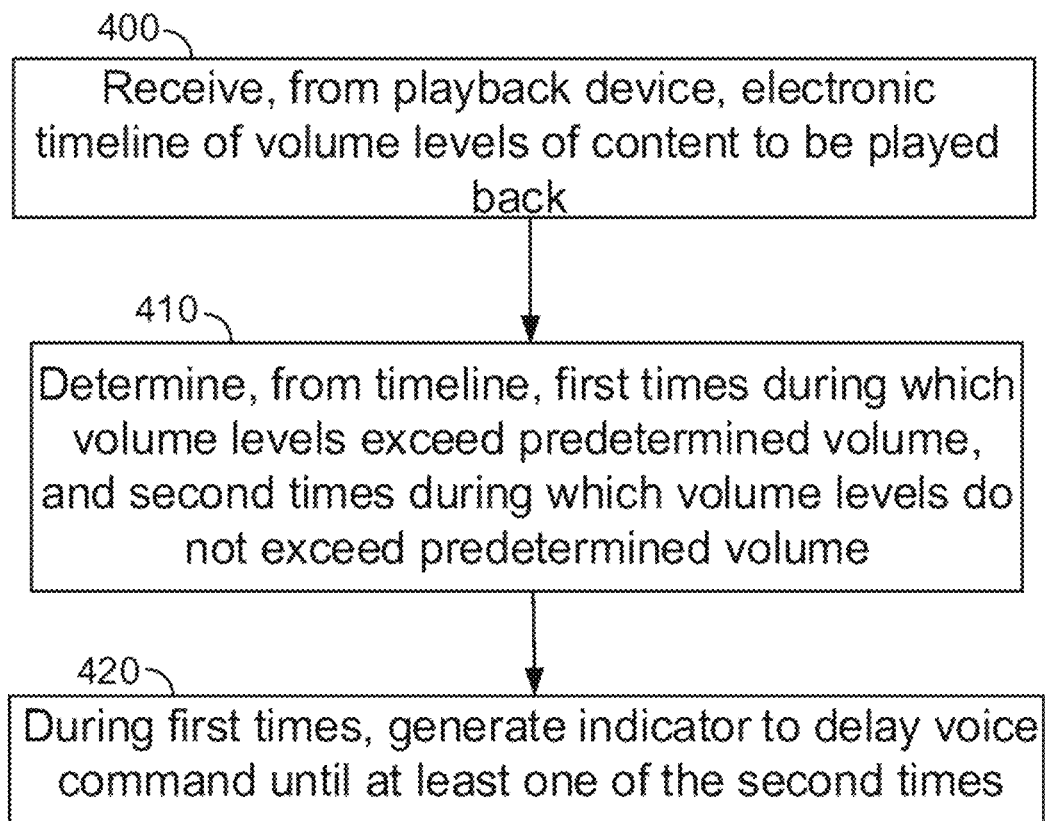 400
Receive, from playback device, electronic
timeline of volume levels of content to be played
back
410
Determine, from timeline, first times during which
volume levels exceed predetermined volume,
and second times during which volume levels do
not exceed predetermined volume
420
During first times, generate indicator to delay voice
command until at least one of the second times